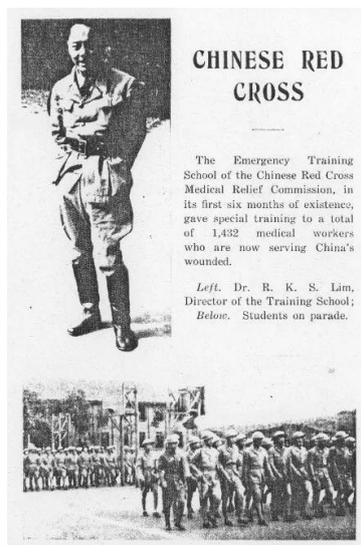 CHINESE RED
CROSS
The Emergency Training
School of the Chinese Red Cross
Medical Relief Commission, in
its first six months of existence,
gave special training to a total
of 1,432 medical workers
who are now serving China's
wounded.
Left. Dr. R. K. S. Lim,
Director of the Training School;
Below. Students on parade.